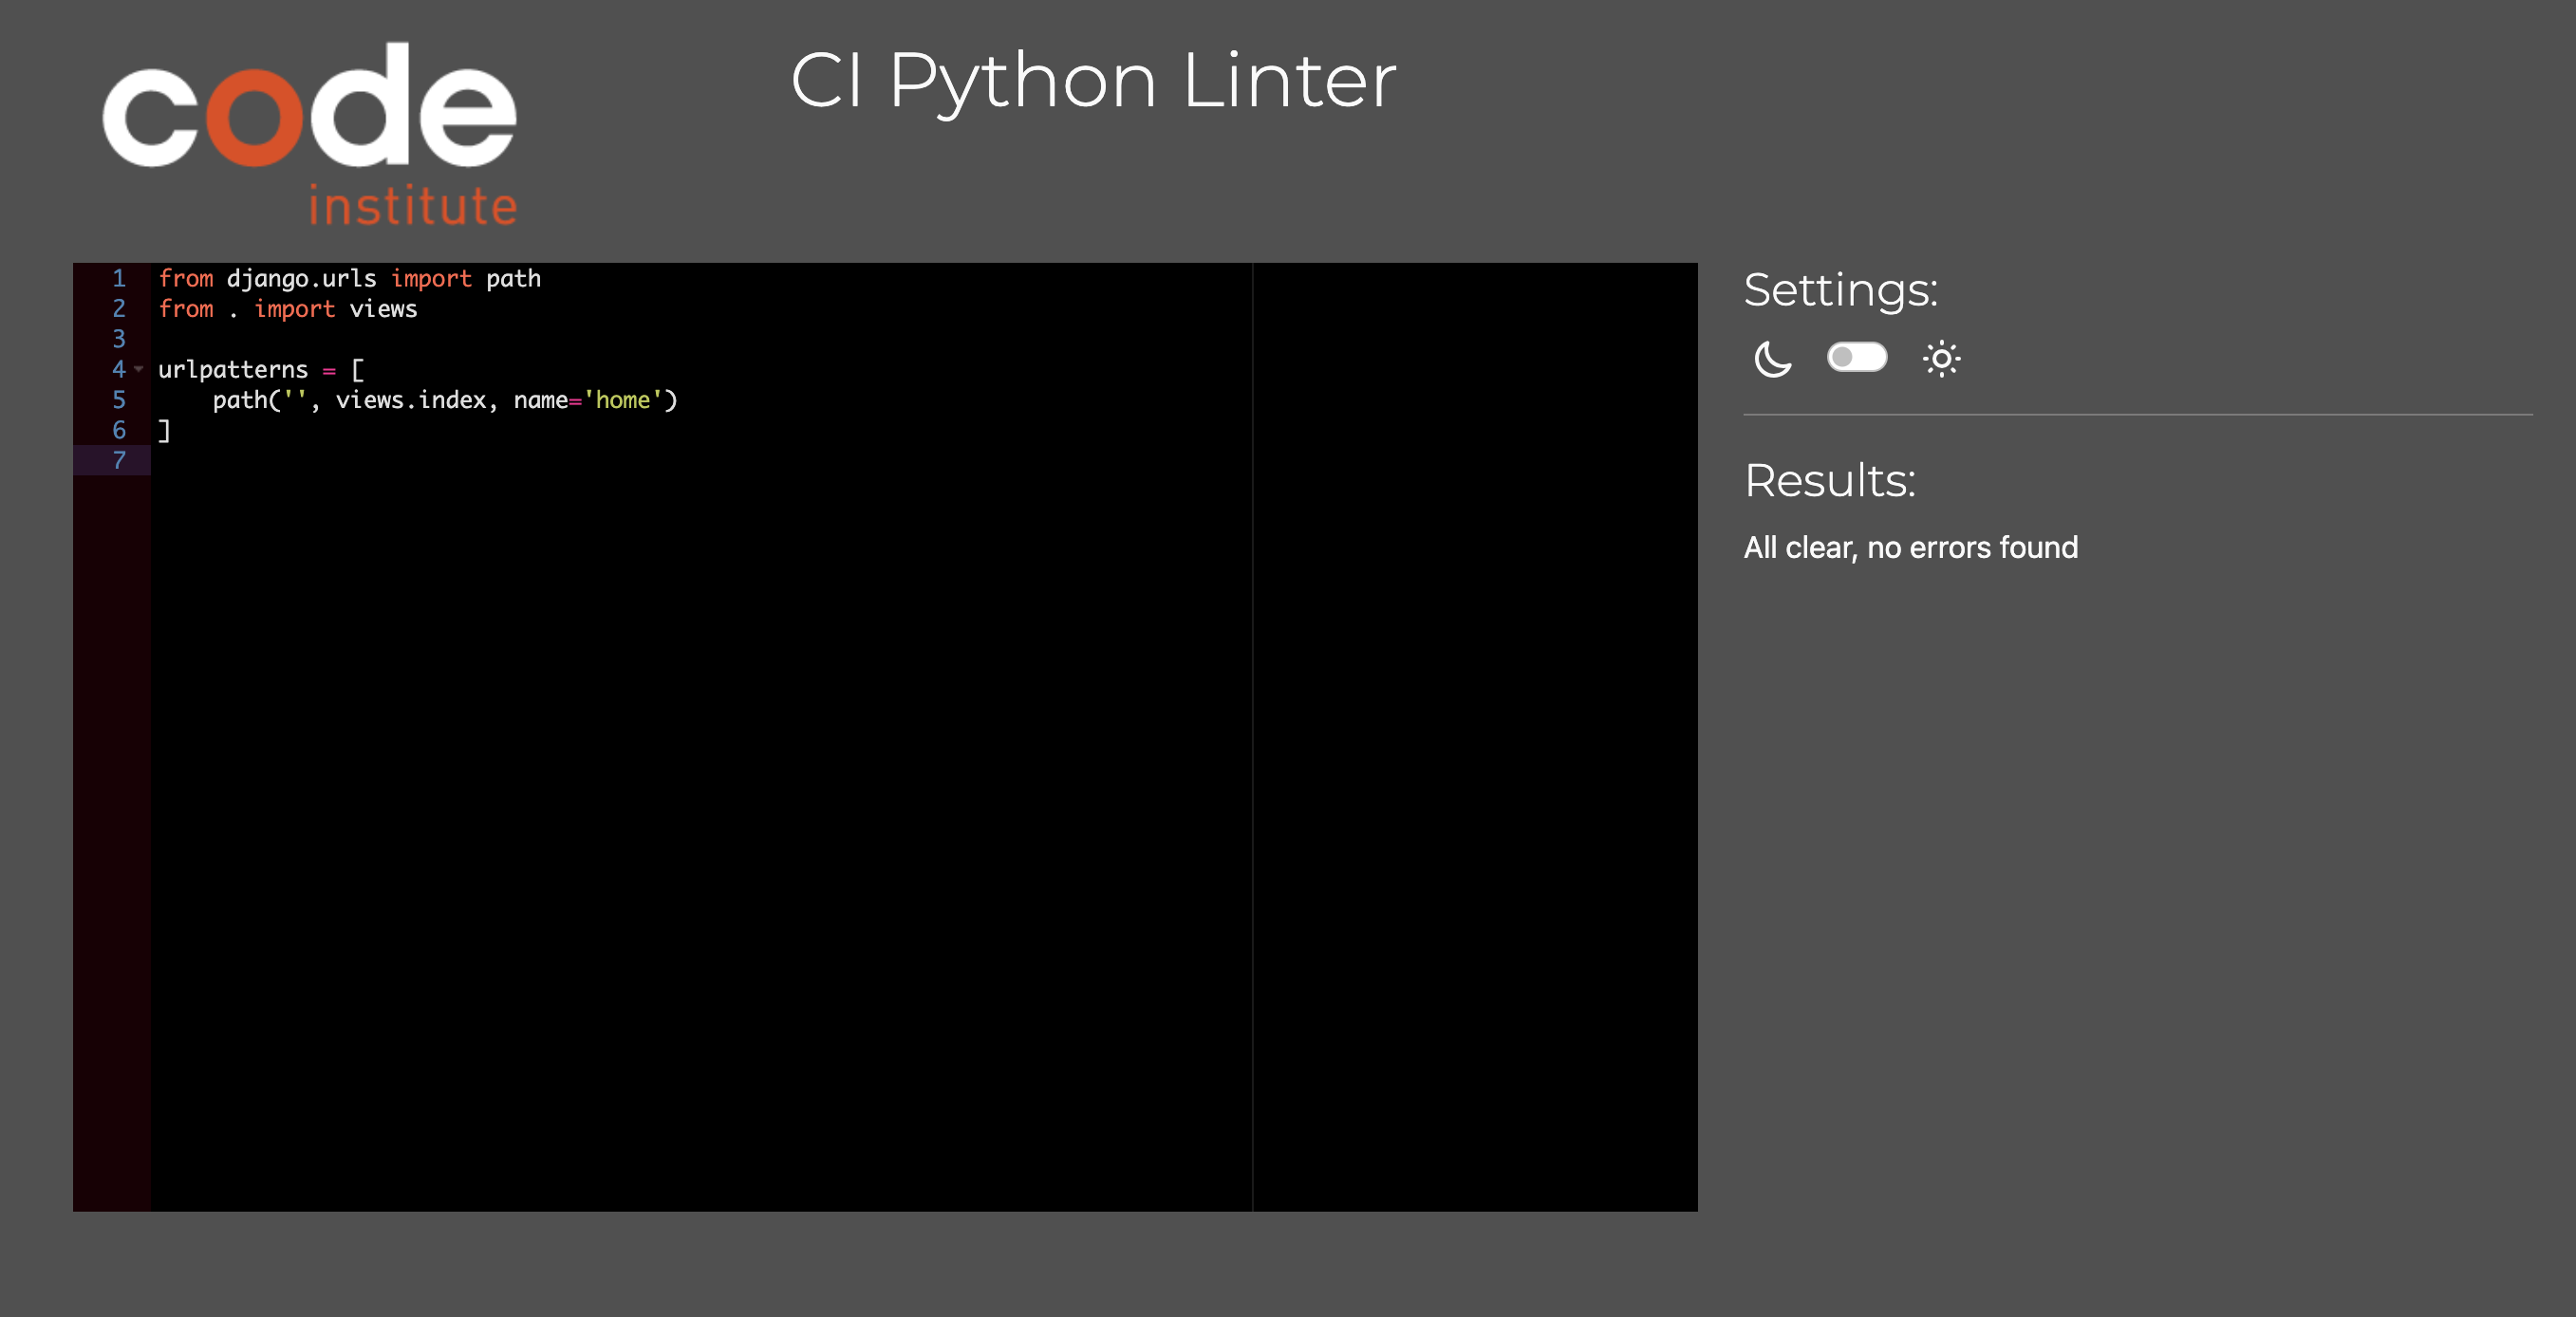 code
institute
CI Python Linter
1 from django.urls import path
2 from . import views
3
4 urlpatterns = [
5     path('', views.index, name='home')
6 ]
7
Settings:
Results:
All clear, no errors found